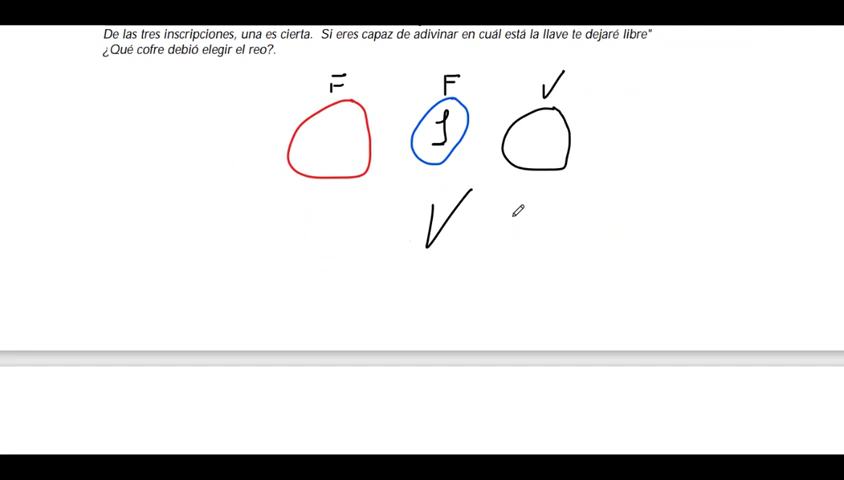 De las tres inscripciones, una es cierta. Si eres capaz de adivinar en cuál está la llave te dejaré libre"
¿Qué cofre debió elegir el reo?.
F F V
V